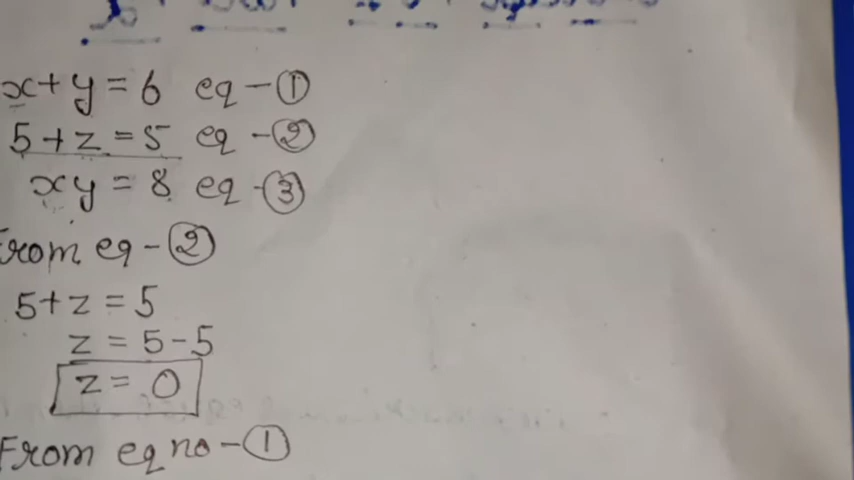 x+y=6 eq-①
5+z=5 eq-②
xy=8 eq-③
From eq-②
5+z=5
z=5-5
z=0
From eq no-①